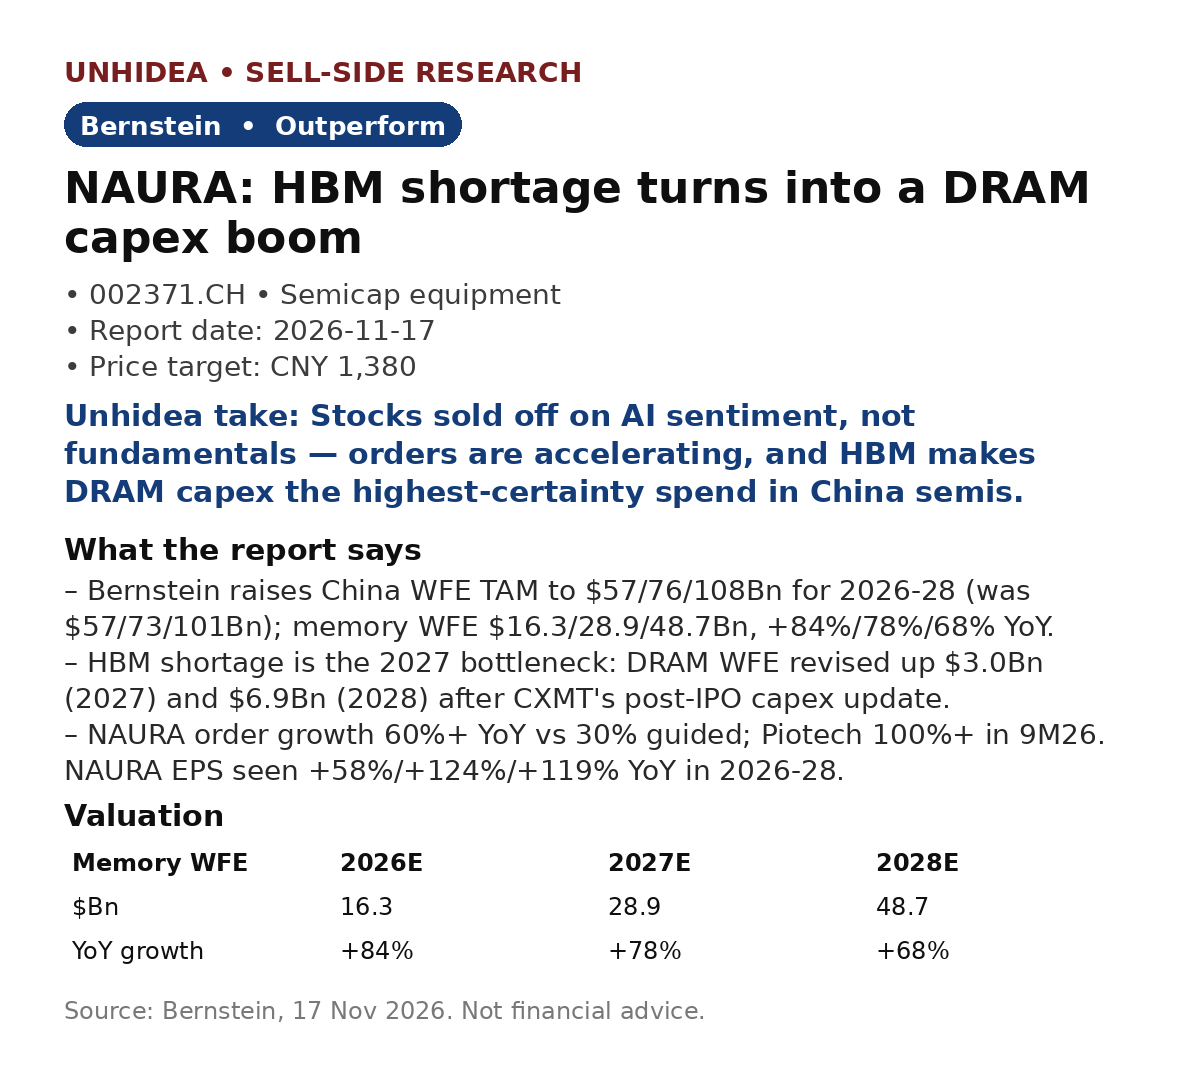 UNHIDEA • SELL-SIDE RESEARCH
Bernstein • Outperform
NAURA: HBM shortage turns into a DRAM
capex boom
• 002371.CH • Semicap equipment
• Report date: 2026-11-17
• Price target: CNY 1,380
Unhidea take: Stocks sold off on AI sentiment, not
fundamentals — orders are accelerating, and HBM makes
DRAM capex the highest-certainty spend in China semis.
What the report says
– Bernstein raises China WFE TAM to $57/76/108Bn for 2026-28 (was
$57/73/101Bn); memory WFE $16.3/28.9/48.7Bn, +84%/78%/68% YoY.
– HBM shortage is the 2027 bottleneck: DRAM WFE revised up $3.0Bn
(2027) and $6.9Bn (2028) after CXMT's post-IPO capex update.
– NAURA order growth 60%+ YoY vs 30% guided; Piotech 100%+ in 9M26.
NAURA EPS seen +58%/+124%/+119% YoY in 2026-28.
Valuation
Memory WFE 2026E 2027E 2028E
$Bn 16.3 28.9 48.7
YoY growth +84% +78% +68%
Source: Bernstein, 17 Nov 2026. Not financial advice.